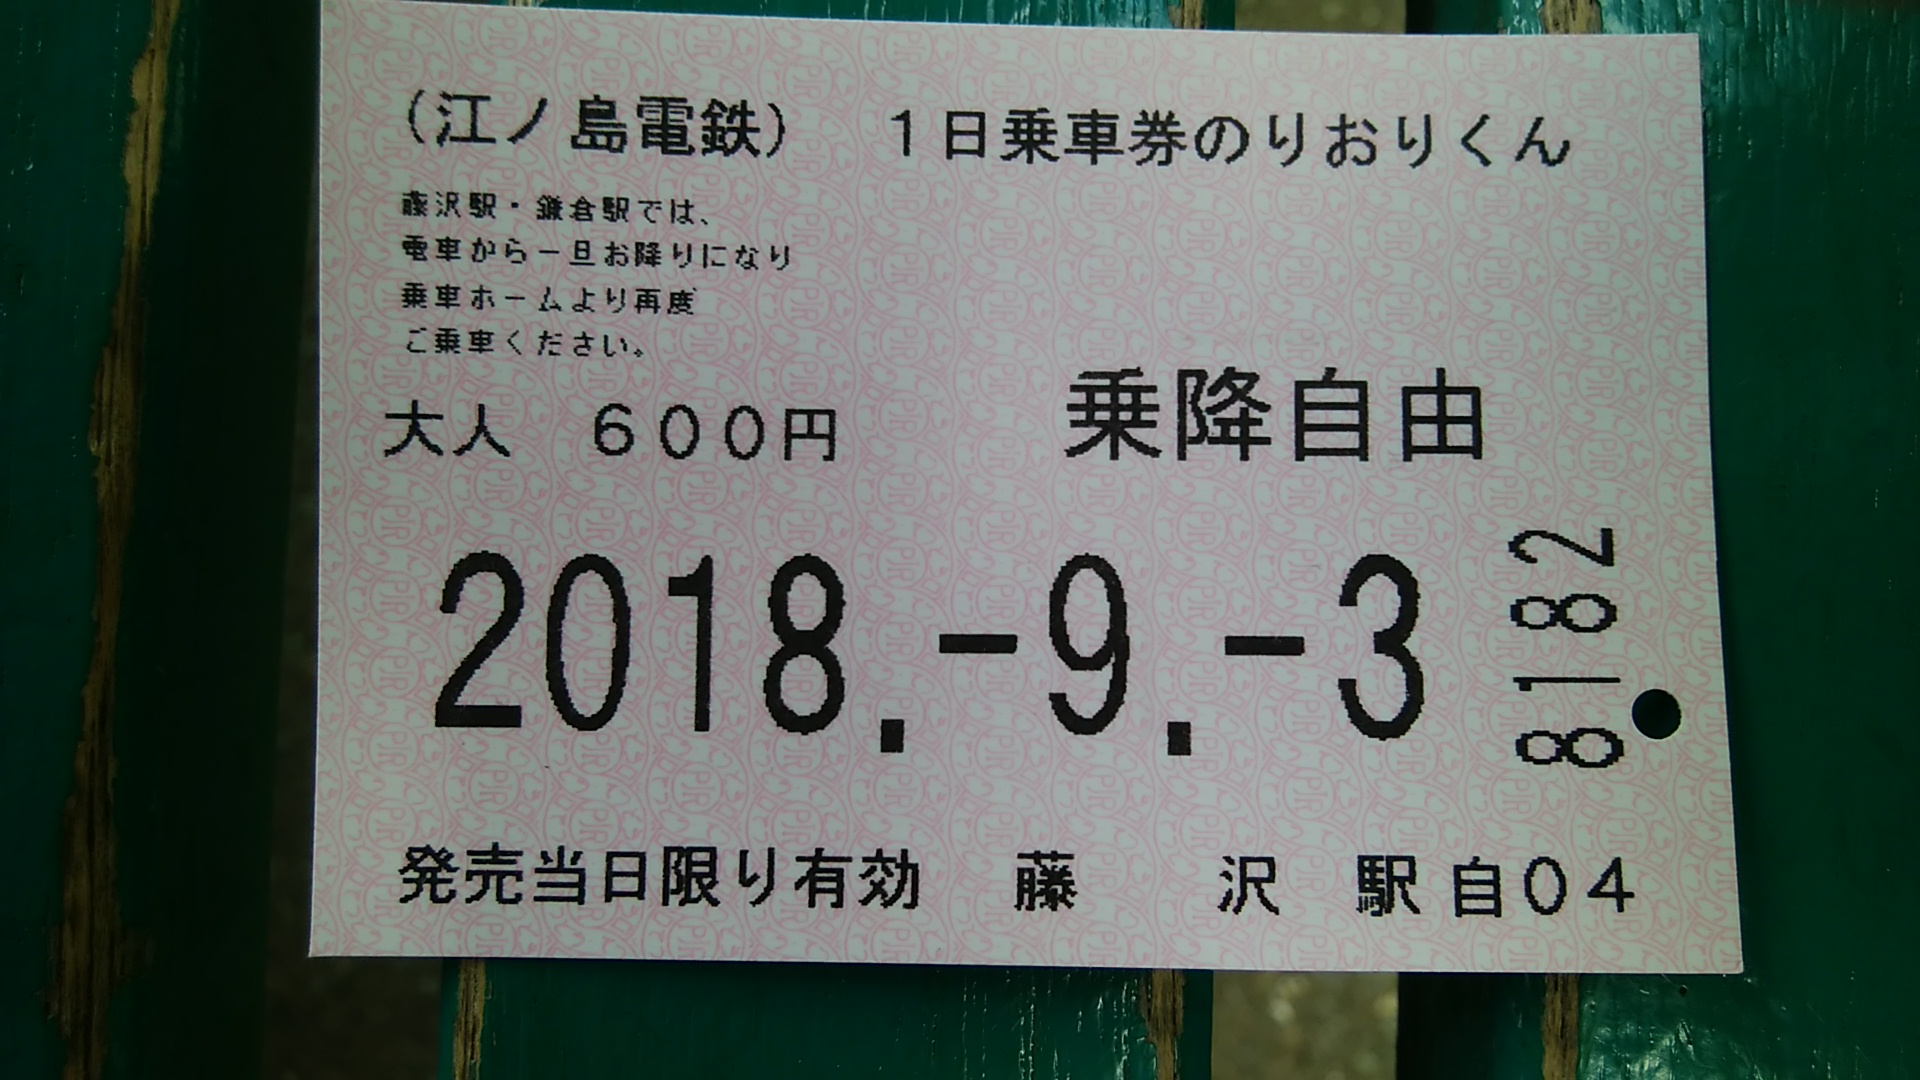 （江ノ島電鉄）　１日乗車券のりおりくん
藤沢駅・鎌倉駅では、
電車から一旦お降りになり
乗車ホームより再度
ご乗車ください。
大人　６００円　乗降自由
2018.-9.-3
8182
発売当日限り有効　藤　沢　駅自０４